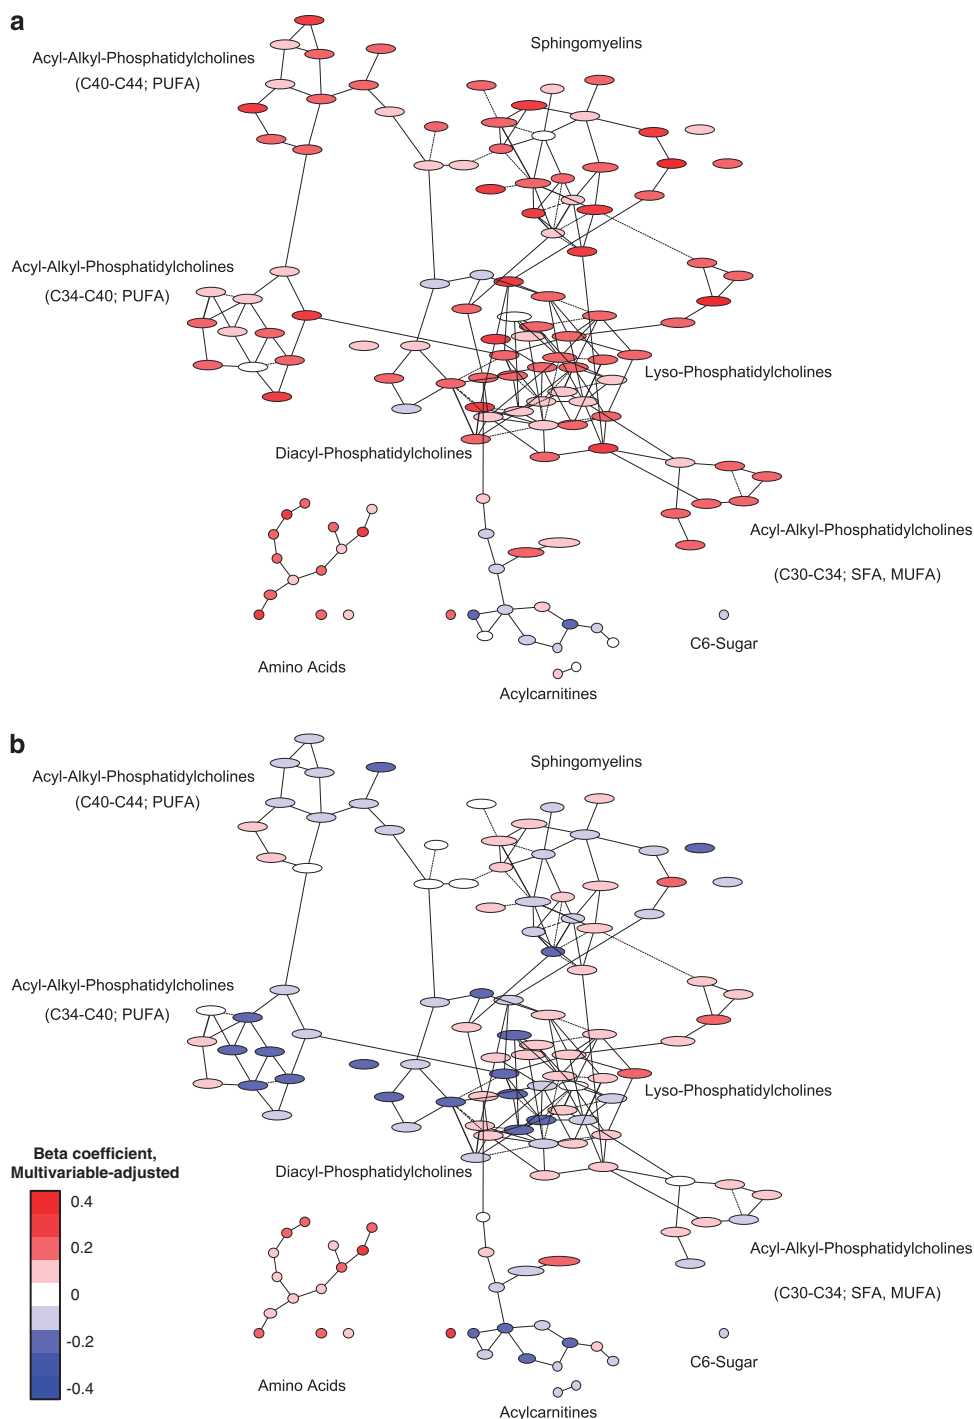 a
Acyl-Alkyl-Phosphatidylcholines
(C40-C44; PUFA)
Sphingomyelins
Acyl-Alkyl-Phosphatidylcholines
(C34-C40; PUFA)
Lyso-Phosphatidylcholines
Diacyl-Phosphatidylcholines
Acyl-Alkyl-Phosphatidylcholines
(C30-C34; SFA, MUFA)
C6-Sugar
Amino Acids
Acylcarnitines
b
Acyl-Alkyl-Phosphatidylcholines
(C40-C44; PUFA)
Sphingomyelins
Acyl-Alkyl-Phosphatidylcholines
(C34-C40; PUFA)
Lyso-Phosphatidylcholines
Beta coefficient,
Multivariable-adjusted
0.4
0.2
0
-0.2
-0.4
Diacyl-Phosphatidylcholines
Acyl-Alkyl-Phosphatidylcholines
(C30-C34; SFA, MUFA)
C6-Sugar
Amino Acids
Acylcarnitines